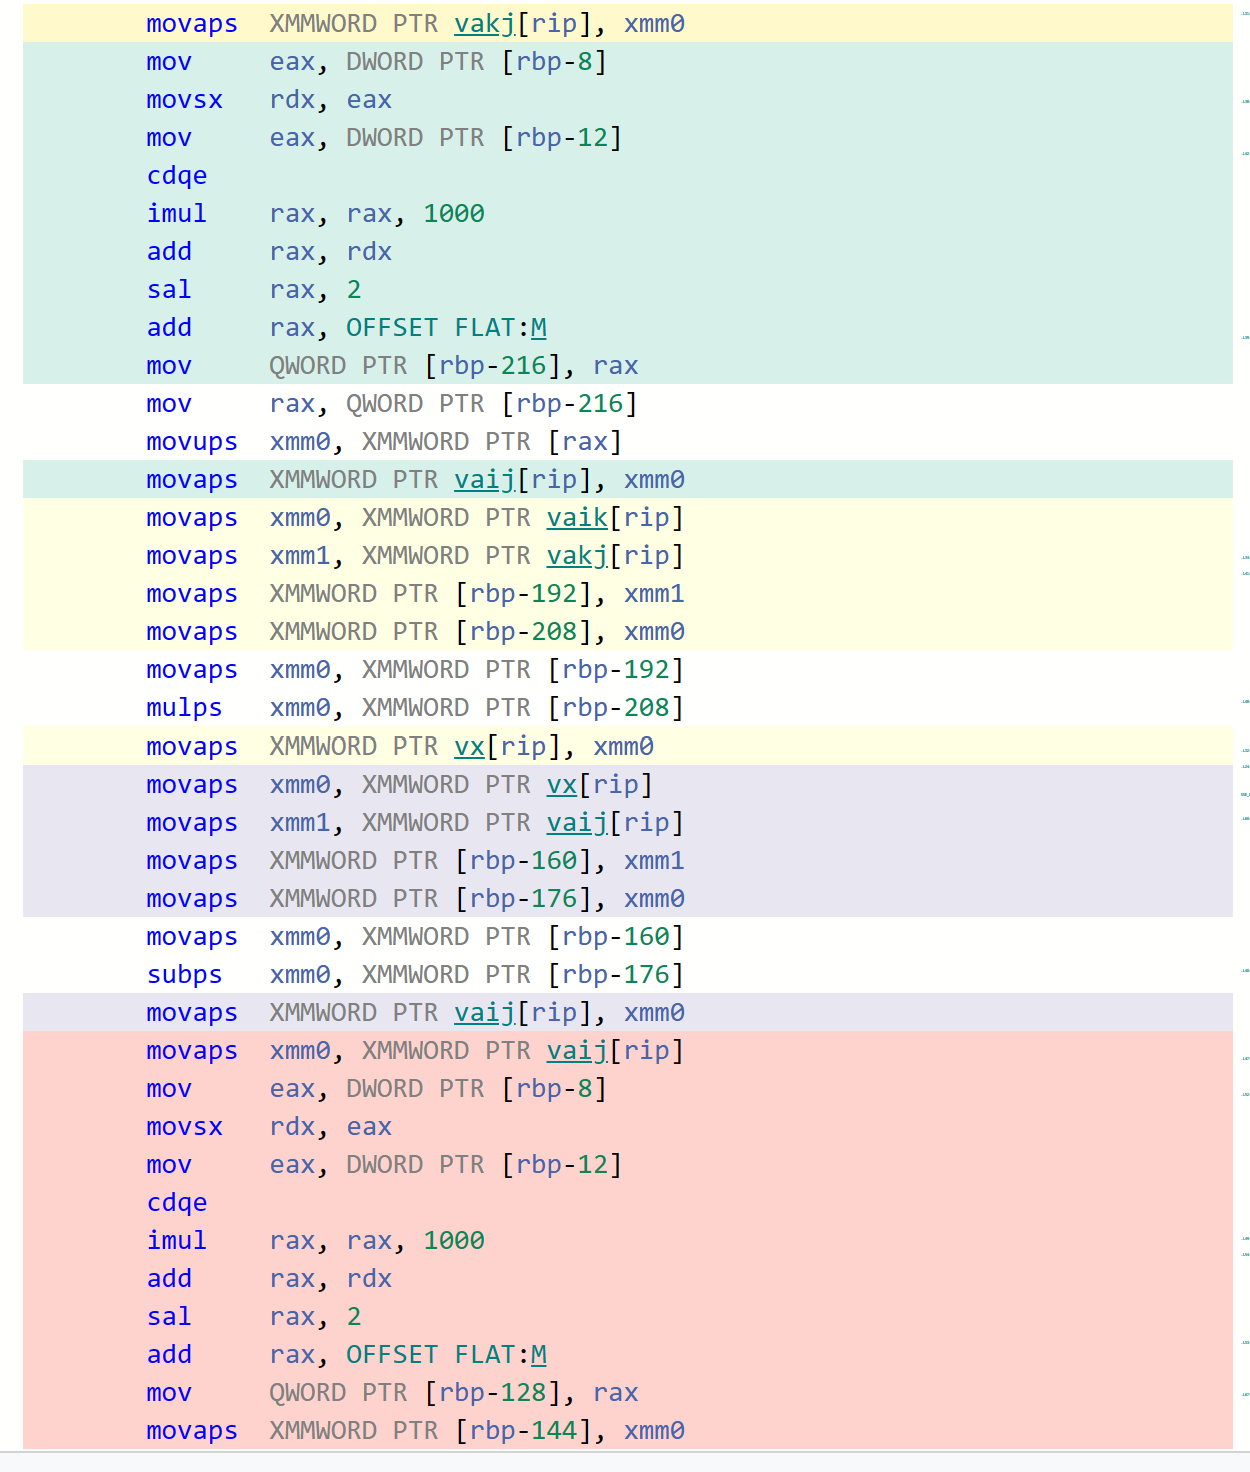 movaps XMMWORD PTR vakj[rip], xmm0
mov eax, DWORD PTR [rbp-8]
movsx rdx, eax
mov eax, DWORD PTR [rbp-12]
cdqe
imul rax, rax, 1000
add rax, rdx
sal rax, 2
add rax, OFFSET FLAT:M
mov QWORD PTR [rbp-216], rax
mov rax, QWORD PTR [rbp-216]
movups xmm0, XMMWORD PTR [rax]
movaps XMMWORD PTR vaij[rip], xmm0
movaps xmm0, XMMWORD PTR vaik[rip]
movaps xmm1, XMMWORD PTR vakj[rip]
movaps XMMWORD PTR [rbp-192], xmm1
movaps XMMWORD PTR [rbp-208], xmm0
movaps xmm0, XMMWORD PTR [rbp-192]
mulps xmm0, XMMWORD PTR [rbp-208]
movaps XMMWORD PTR vx[rip], xmm0
movaps xmm0, XMMWORD PTR vx[rip]
movaps xmm1, XMMWORD PTR vaij[rip]
movaps XMMWORD PTR [rbp-160], xmm1
movaps XMMWORD PTR [rbp-176], xmm0
movaps xmm0, XMMWORD PTR [rbp-160]
subps xmm0, XMMWORD PTR [rbp-176]
movaps XMMWORD PTR vaij[rip], xmm0
movaps xmm0, XMMWORD PTR vaij[rip]
mov eax, DWORD PTR [rbp-8]
movsx rdx, eax
mov eax, DWORD PTR [rbp-12]
cdqe
imul rax, rax, 1000
add rax, rdx
sal rax, 2
add rax, OFFSET FLAT:M
mov QWORD PTR [rbp-128], rax
movaps XMMWORD PTR [rbp-144], xmm0